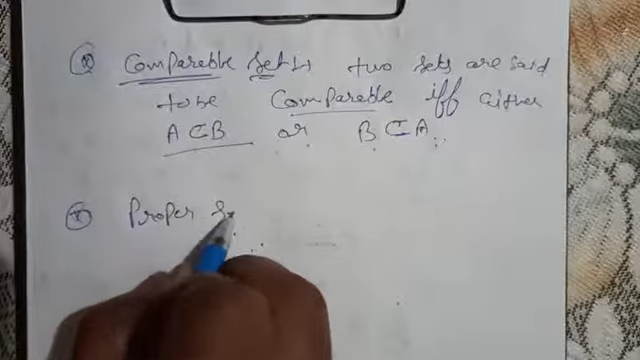 Comparable Sets two sets are said
to be Comparable iff either
A ⊂ B or B ⊂ A
Proper S